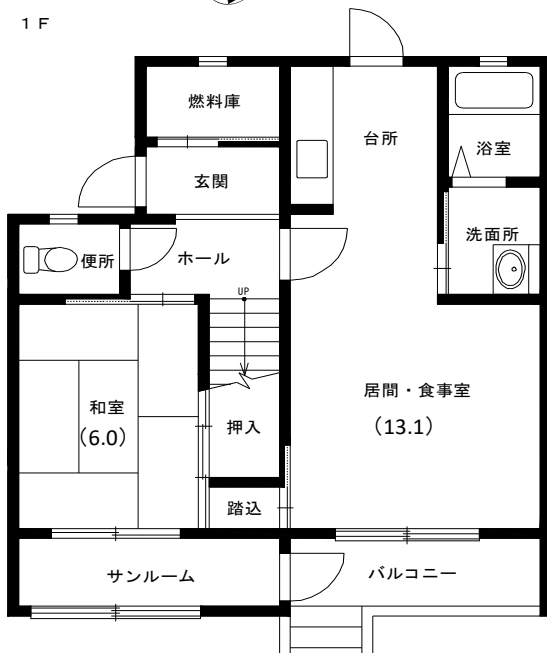 １Ｆ
燃料庫
台所
浴室
玄関
洗面所
便所
ホール
UP
居間・食事室
(13.1)
和室
(6.0)
押入
踏込
サンルーム
バルコニー